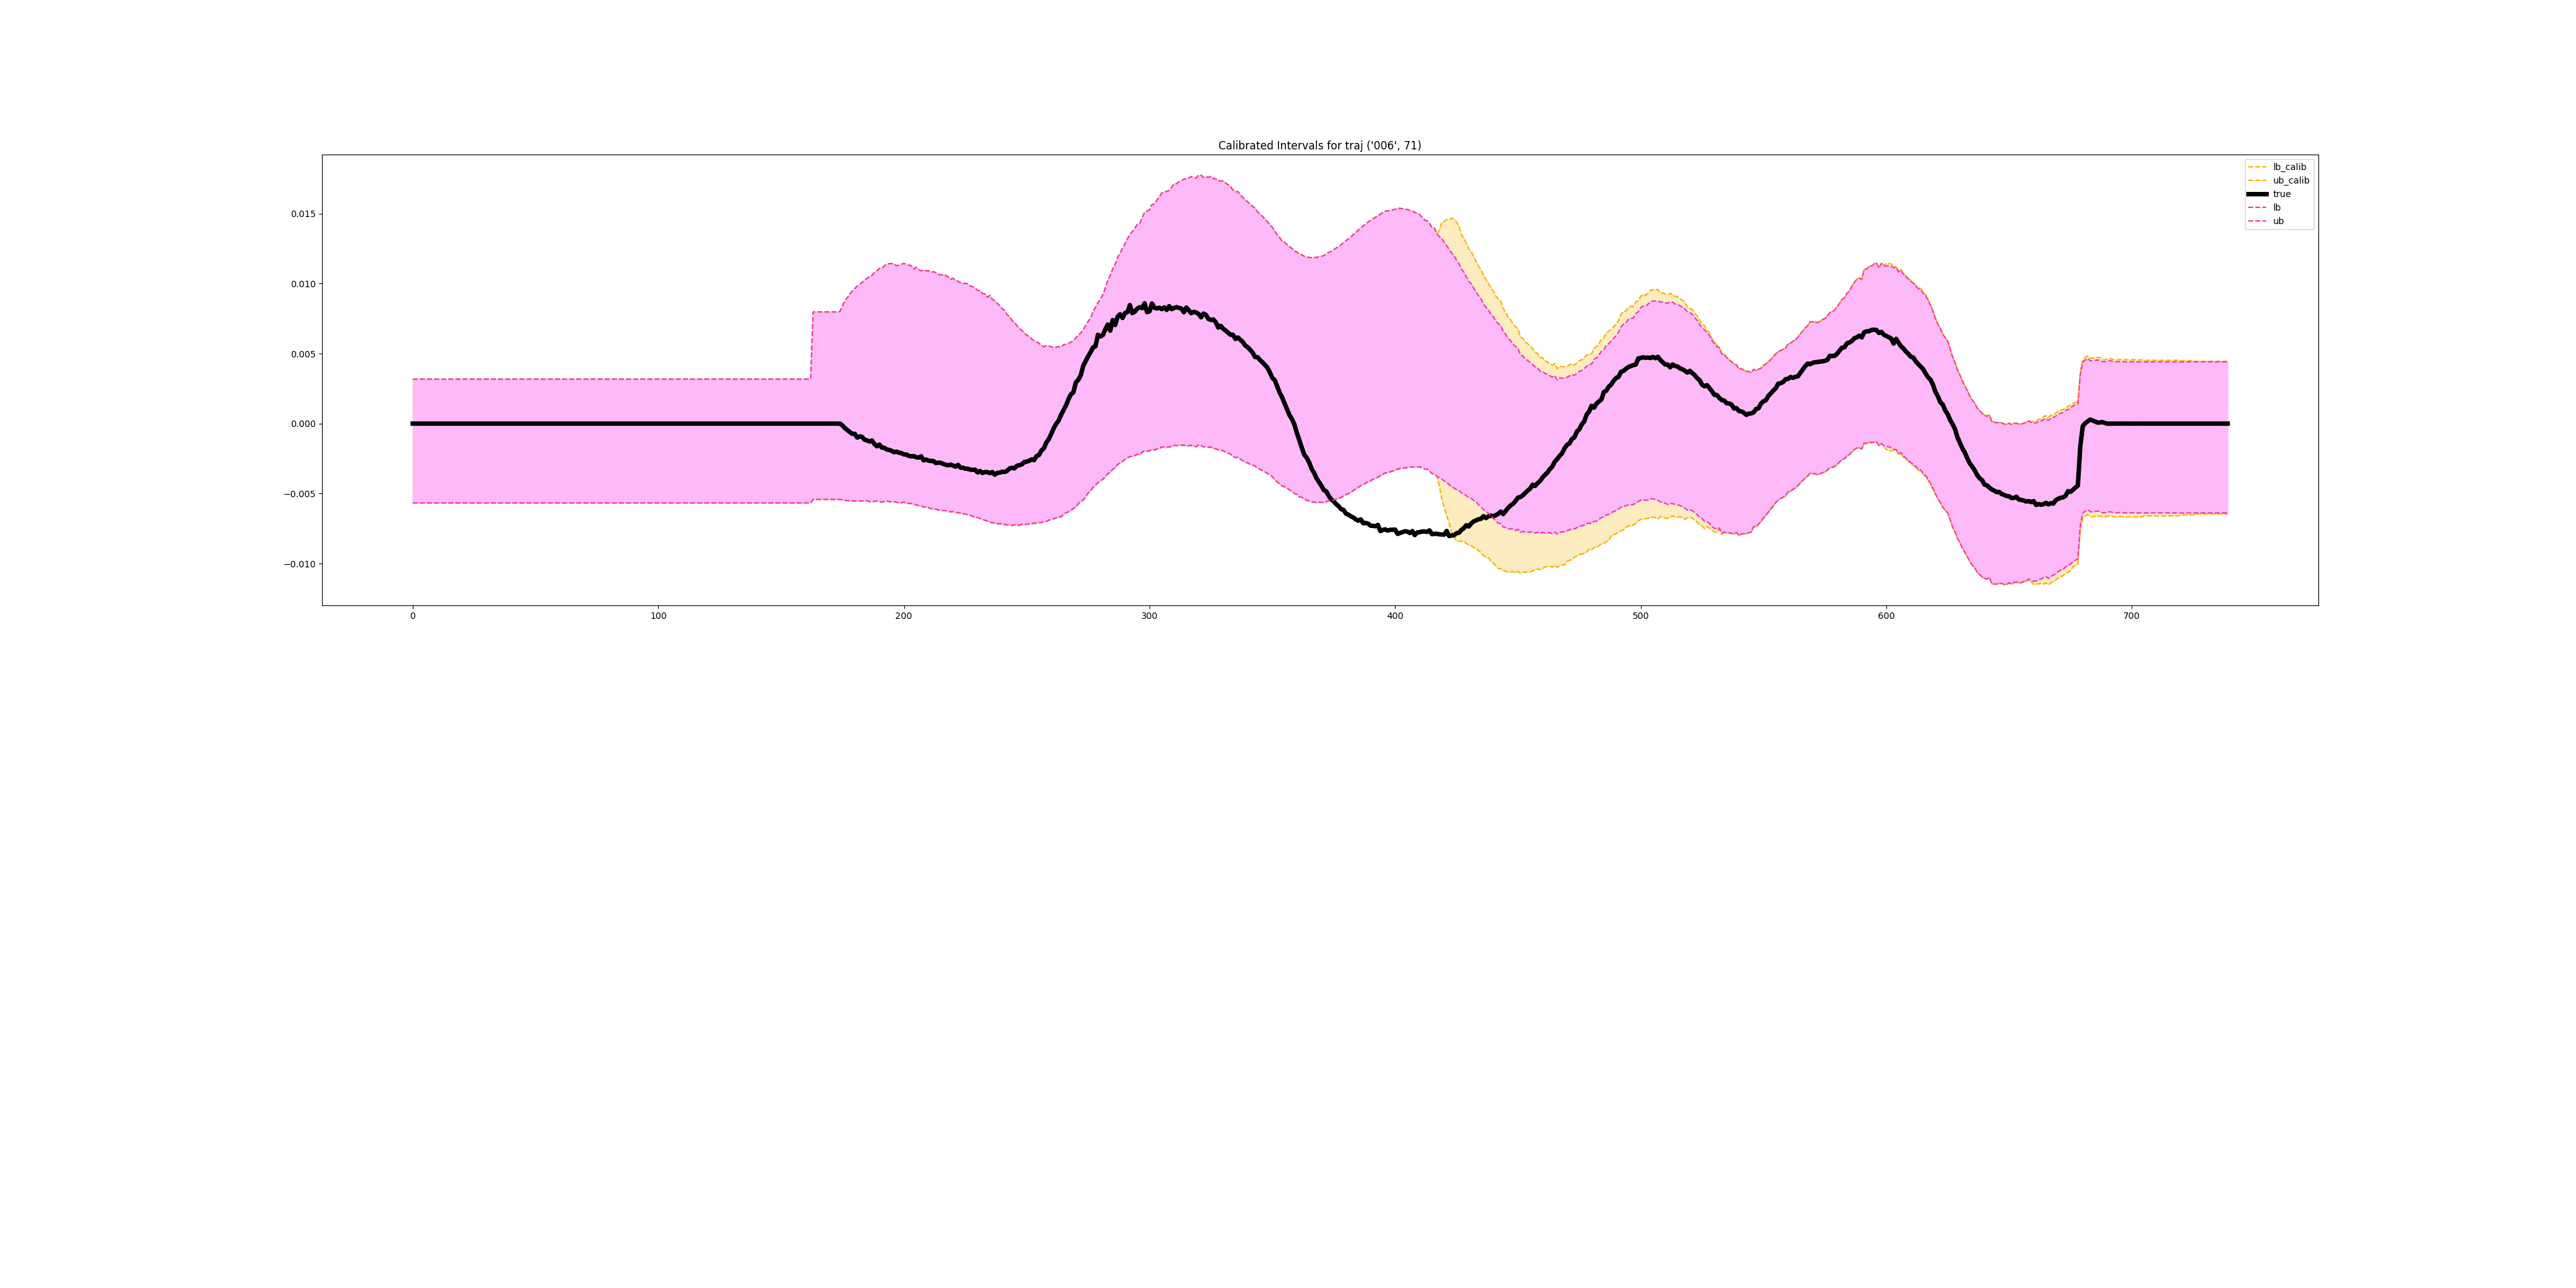 Calibrated Intervals for traj ('006', 71)
lb_calib
ub_calib
true
lb
ub
0.015
0.010
0.005
0.000
−0.005
−0.010
0 100 200 300 400 500 600 700